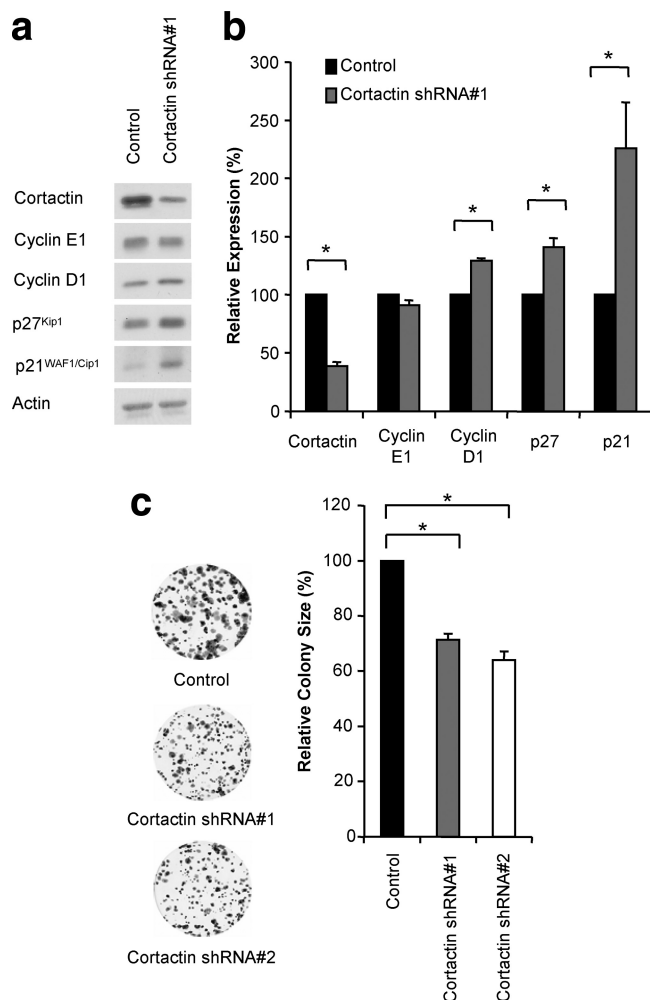 a
Control
Cortactin shRNA#1
Cortactin
Cyclin E1
Cyclin D1
p27Kip1
p21WAF1/Cip1
Actin
b
Relative Expression (%)
300
250
200
150
100
50
0
Control
Cortactin shRNA#1
*
*
*
*
Cortactin
Cyclin
E1
Cyclin
D1
p27
p21
c
Control
Cortactin shRNA#1
Cortactin shRNA#2
Relative Colony Size (%)
120
100
80
60
40
20
0
*
*
Control
Cortactin shRNA#1
Cortactin shRNA#2